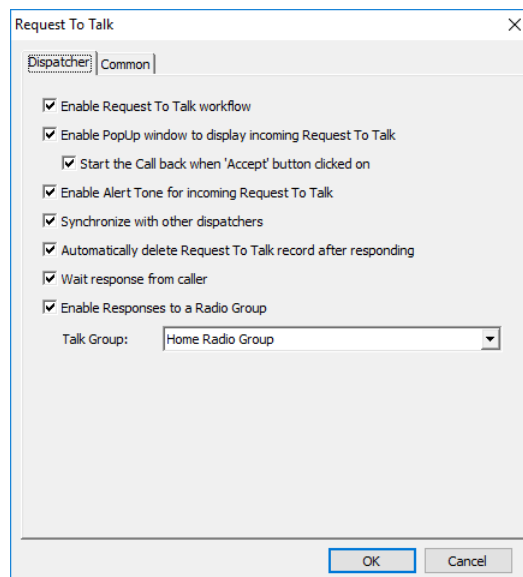 Request To Talk
Dispatcher Common
Enable Request To Talk workflow
Enable PopUp window to display incoming Request To Talk
Start the Call back when 'Accept' button clicked on
Enable Alert Tone for incoming Request To Talk
Synchronize with other dispatchers
Automatically delete Request To Talk record after responding
Wait response from caller
Enable Responses to a Radio Group
Talk Group: Home Radio Group
OK Cancel